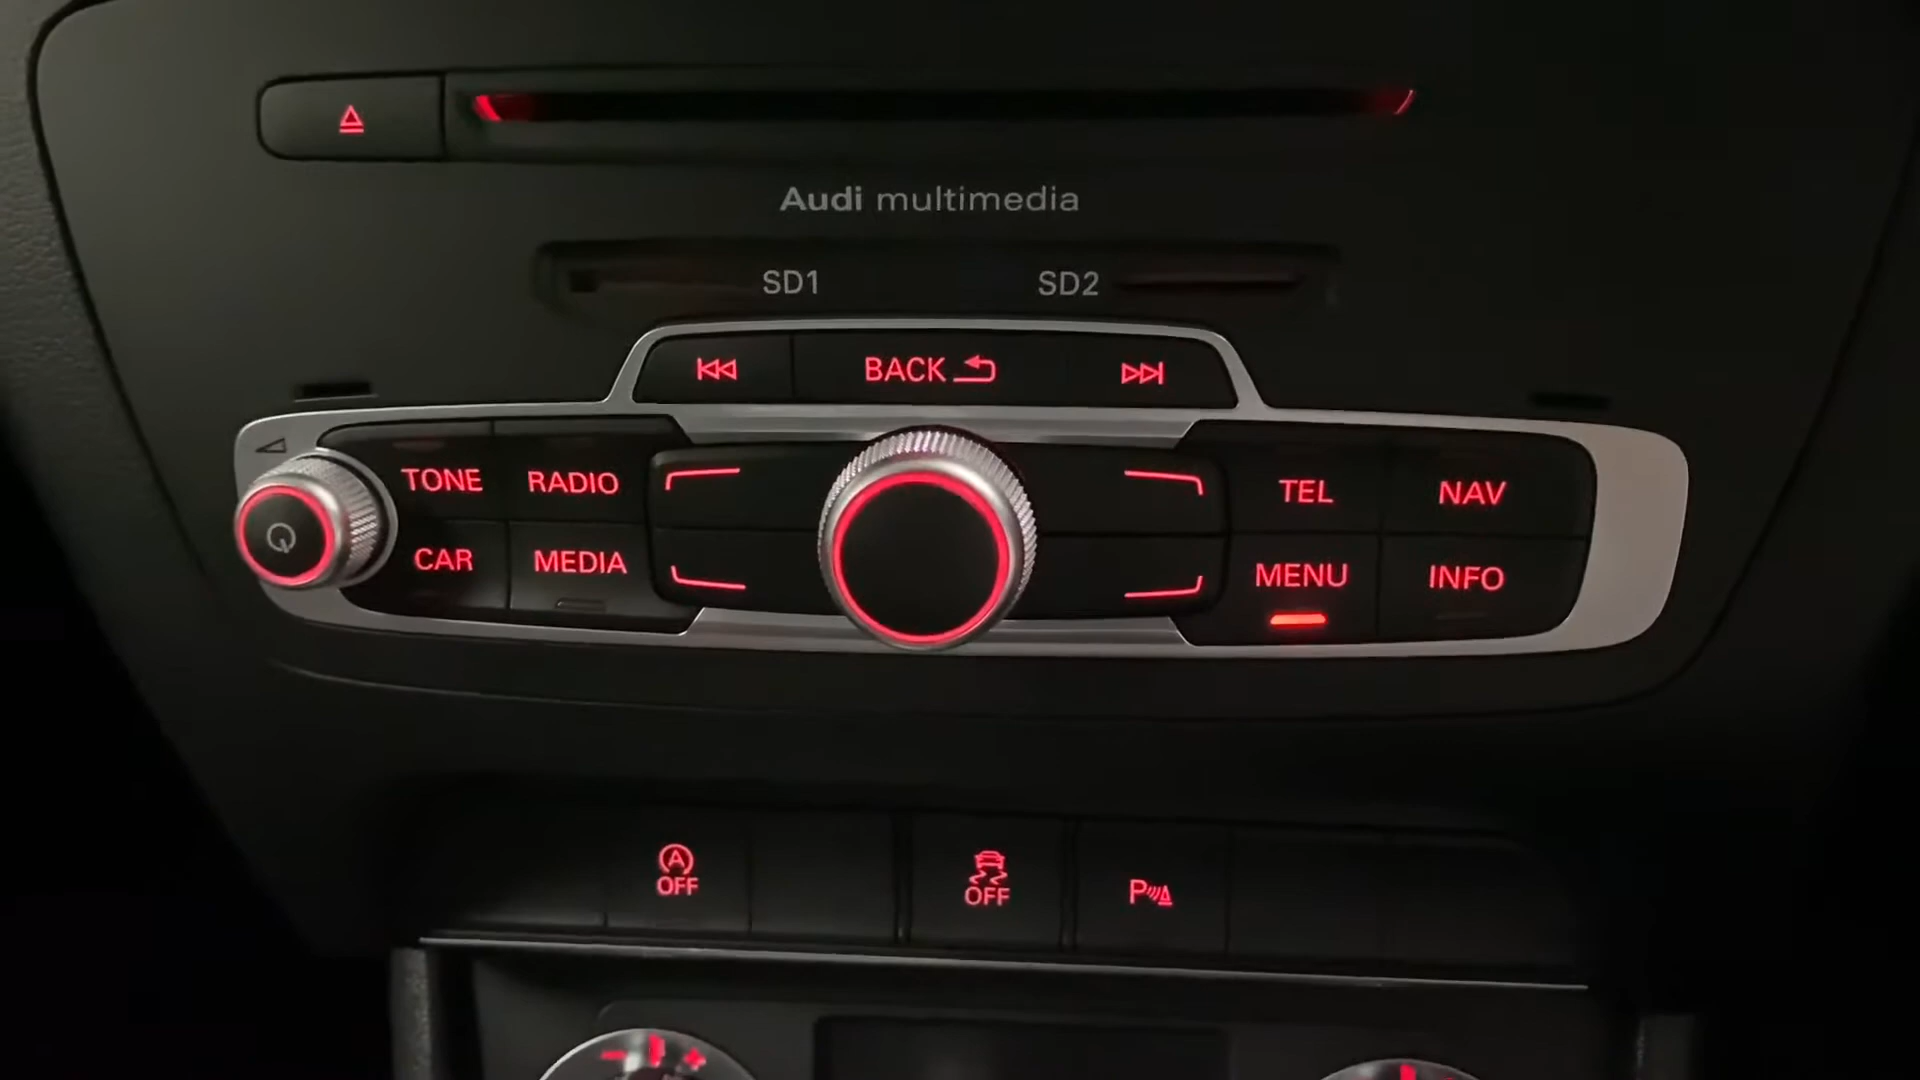 Audi multimedia
SD1 SD2
BACK
TONE RADIO TEL NAV
CAR MEDIA MENU INFO
A
OFF OFF P